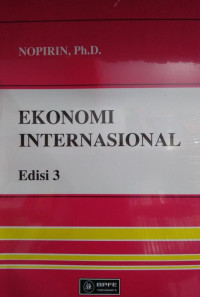 NOPIRIN, Ph.D.
EKONOMI
INTERNASIONAL
Edisi 3
BPFE